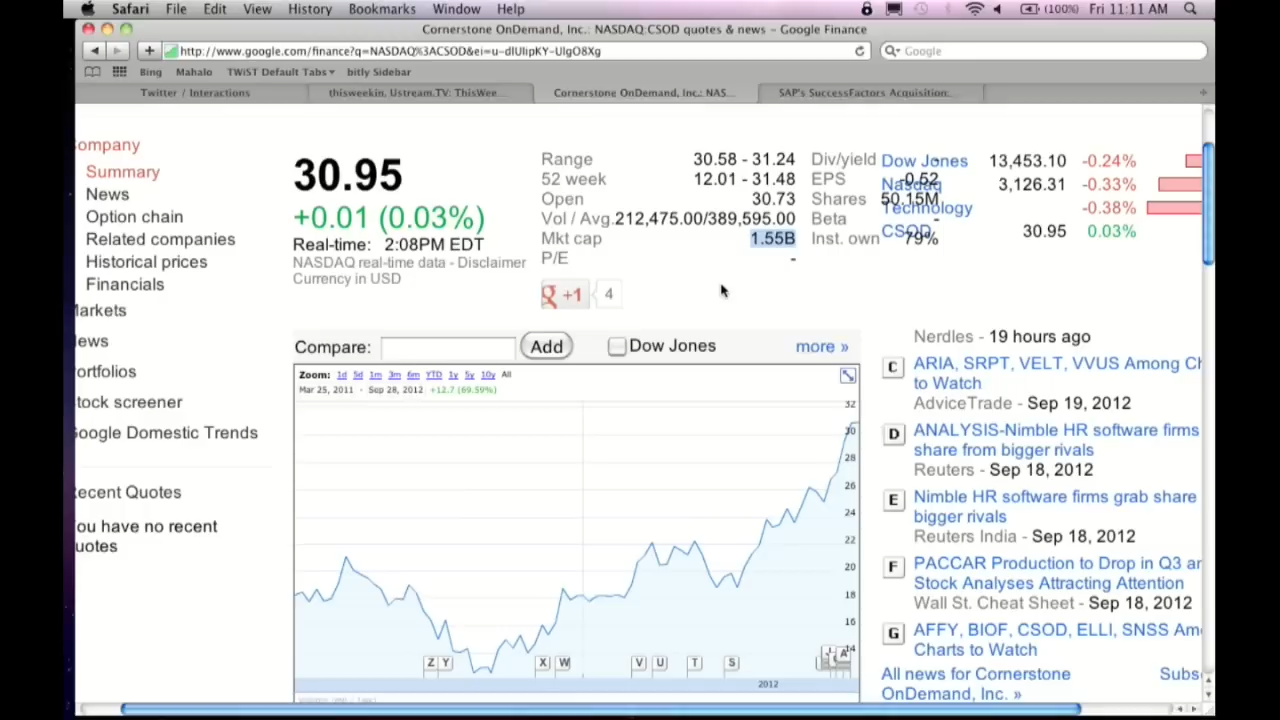 Safari File Edit View History Bookmarks Window Help (100%) Fri 11:11 AM
Cornerstone OnDemand, Inc.: NASDAQ:CSOD quotes & news - Google Finance
http://www.google.com/finance?q=NASDAQ%3ACSOD&ei=u-dlUIipKY-UlgO8Xg Google
Bing Mahalo TWiST Default Tabs bitly Sidebar
Twitter / Interactions thisweekin, Ustream.TV: ThisWee... Cornerstone OnDemand, Inc.: NAS... SAP's SuccessFactors Acquisition:...
ompany
Summary
News
Option chain
Related companies
Historical prices
Financials
arkets
ews
ortfolios
tock screener
oogle Domestic Trends
ecent Quotes
ou have no recent
uotes
30.95
+0.01 (0.03%)
Real-time: 2:08PM EDT
NASDAQ real-time data - Disclaimer
Currency in USD
Range 30.58 - 31.24
52 week 12.01 - 31.48
Open 30.73
Vol / Avg. 212,475.00/389,595.00
Mkt cap 1.55B
P/E -
Div/yield -
EPS -0.52
Shares 50.15M
Beta -
Inst. own 79%
Dow Jones 13,453.10 -0.24%
Nasdaq 3,126.31 -0.33%
Technology -0.38%
CSOD 30.95 0.03%
g +1 4
Compare: Add Dow Jones more »
Zoom: 1d 5d 1m 3m 6m YTD 1y 5y 10y All
Mar 25, 2011 - Sep 28, 2012 +12.7 (69.59%)
32
30
28
26
24
22
20
18
16
14
Z Y X W V U T S A
2012
Nerdles - 19 hours ago
C ARIA, SRPT, VELT, VVUS Among Ch
to Watch
AdviceTrade - Sep 19, 2012
D ANALYSIS-Nimble HR software firms
share from bigger rivals
Reuters - Sep 18, 2012
E Nimble HR software firms grab share
bigger rivals
Reuters India - Sep 18, 2012
F PACCAR Production to Drop in Q3 an
Stock Analyses Attracting Attention
Wall St. Cheat Sheet - Sep 18, 2012
G AFFY, BIOF, CSOD, ELLI, SNSS Am
Charts to Watch
All news for Cornerstone Subs
OnDemand, Inc. »